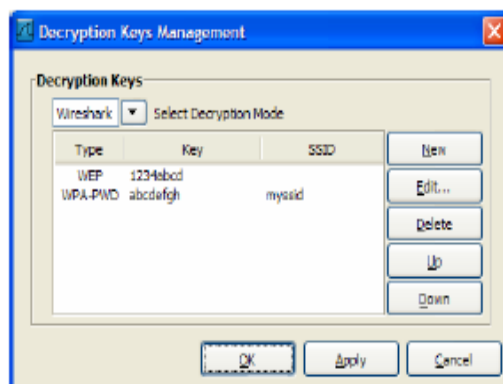 Decryption Keys Management
Decryption Keys
Wireshark Select Decryption Mode
Type Key SSID
WEP 1234abcd
WPA-PWD abcdefgh myssid
New
Edit...
Delete
Up
Down
OK Apply Cancel